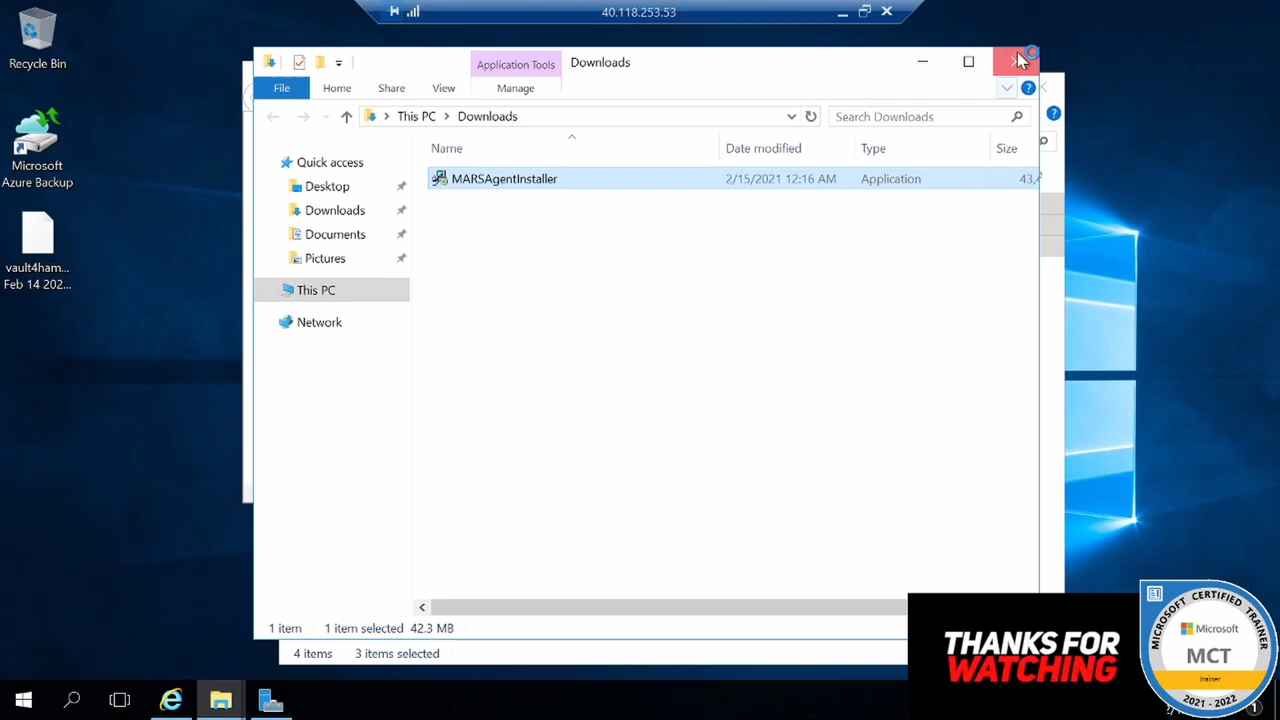 40.118.253.53
Recycle Bin
Microsoft
Azure Backup
vault4ham...
Feb 14 202...
Application Tools
Downloads
File
Home
Share
View
Manage
This PC
Downloads
Search Downloads
Name
Date modified
Type
Size
MARSAgentInstaller
2/15/2021 12:16 AM
Application
43,
Quick access
Desktop
Downloads
Documents
Pictures
This PC
Network
1 item
1 item selected 42.3 MB
4 items
3 items selected
THANKS FOR
WATCHING
MICROSOFT CERTIFIED TRAINER
Microsoft
MCT
Trainer
2021 - 2022